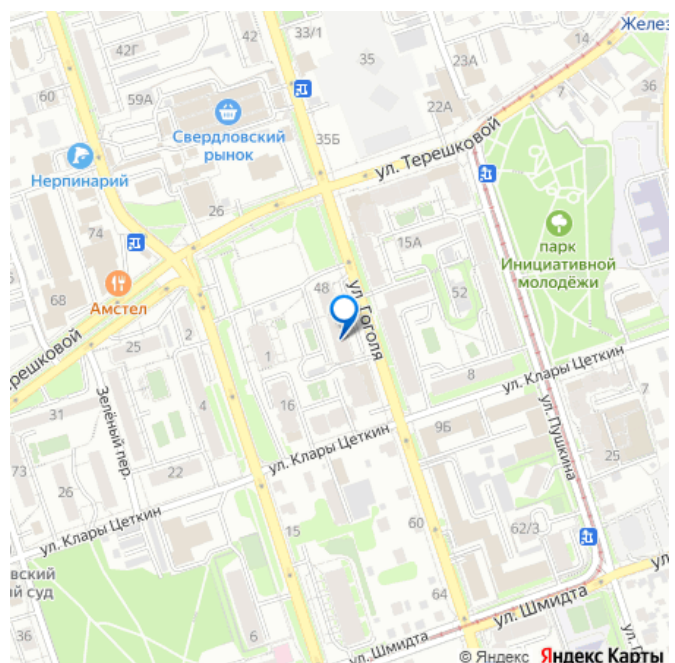 Желез
42Г
42
33/1
35
23А
14
7
36
60
59А
22А
Свердловский
рынок
35Б
ул. Терешковой
Нерпинарий
26
74
15А
парк
Инициативной
молодёжи
68
Амстел
48
52
ул. Гоголя
Терешковой
25
2
1
8
ул. Клары Цеткин
31
Зелёный пер.
4
16
9Б
ул. Пушкина
7
25
73
26
22
ул. Клары Цеткин
ул. Клары Цеткин
15
60
62/3
вский
й суд
64
ул. Шмидта
ул
36
6
ул. Шмидта
© Яндекс Яндекс Карты